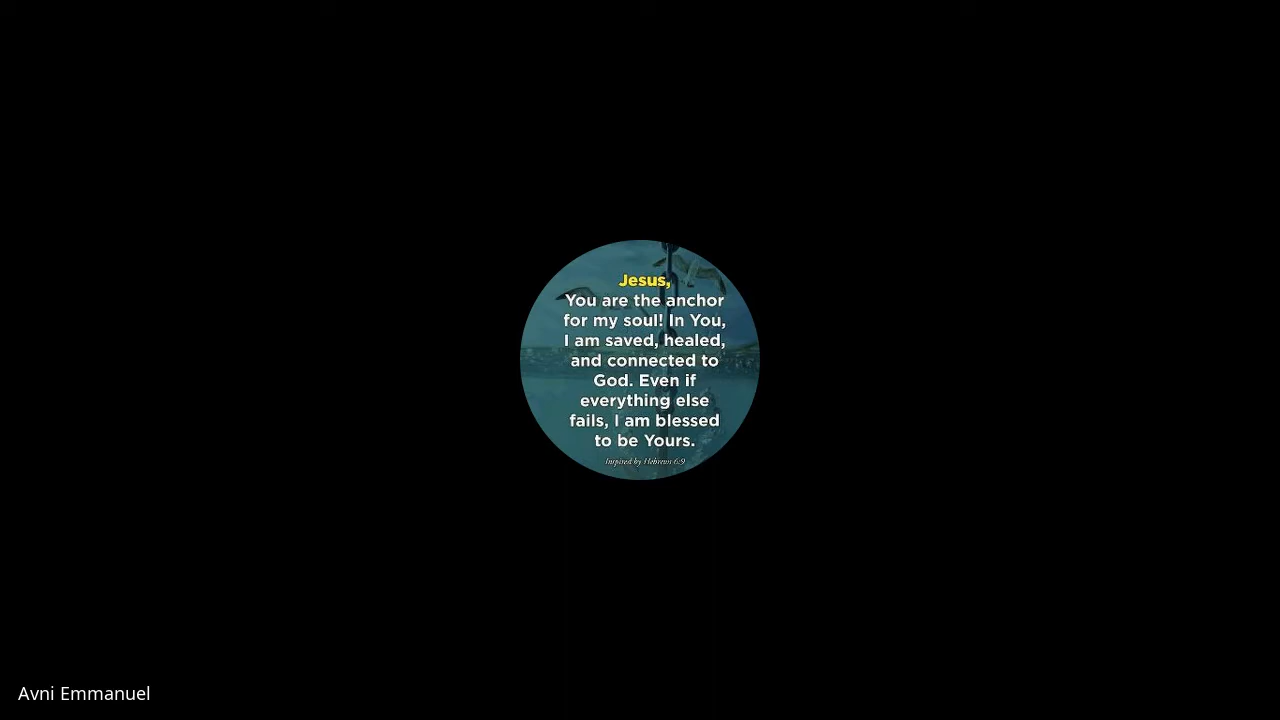 Jesus,
You are the anchor
for my soul! In You,
I am saved, healed,
and connected to
God. Even if
everything else
fails, I am blessed
to be Yours.
Inspired by Hebrews 6:9
Avni Emmanuel